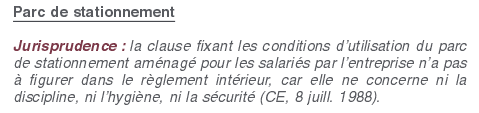 Parc de stationnement
Jurisprudence : la clause fixant les conditions d'utilisation du parc
de stationnement aménagé pour les salariés par l'entreprise n'a pas
à figurer dans le règlement intérieur, car elle ne concerne ni la
discipline, ni l'hygiène, ni la sécurité (CE, 8 juill. 1988).